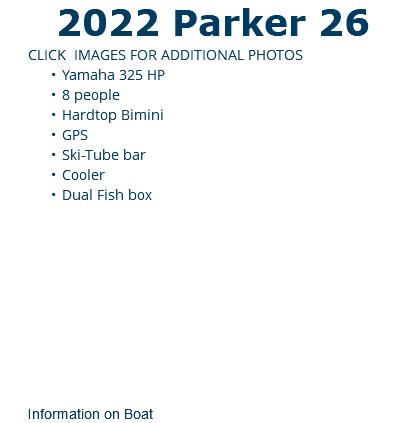 2022 Parker 26
CLICK  IMAGES FOR ADDITIONAL PHOTOS
• Yamaha 325 HP
• 8 people
• Hardtop Bimini
• GPS
• Ski-Tube bar
• Cooler
• Dual Fish box
Information on Boat